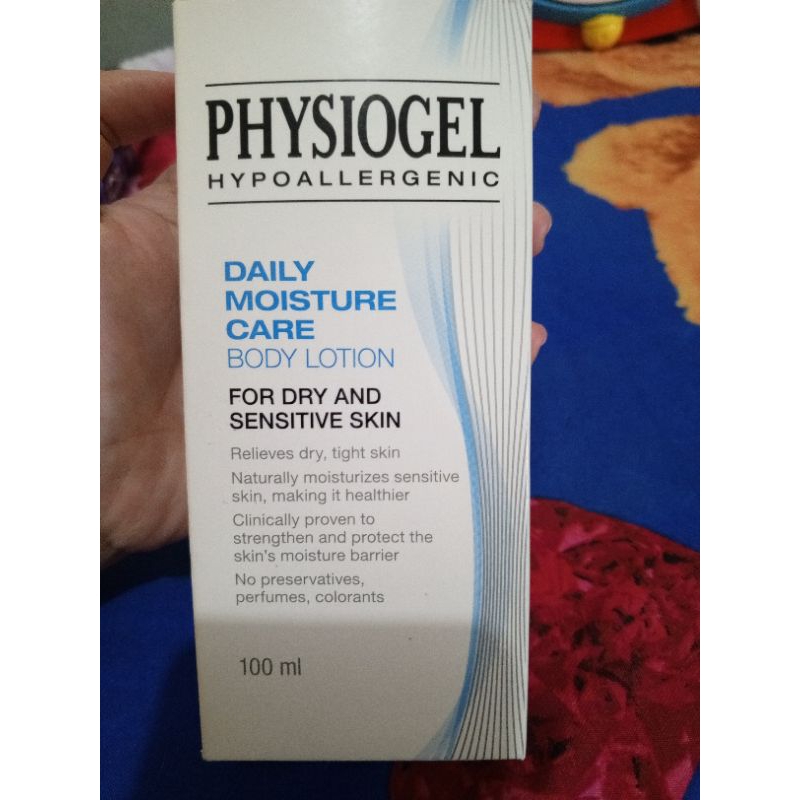 PHYSIOGEL
HYPOALLERGENIC
DAILY
MOISTURE
CARE
BODY LOTION
FOR DRY AND
SENSITIVE SKIN
Relieves dry, tight skin
Naturally moisturizes sensitive
skin, making it healthier
Clinically proven to
strengthen and protect the
skin's moisture barrier
No preservatives,
perfumes, colorants
100 ml